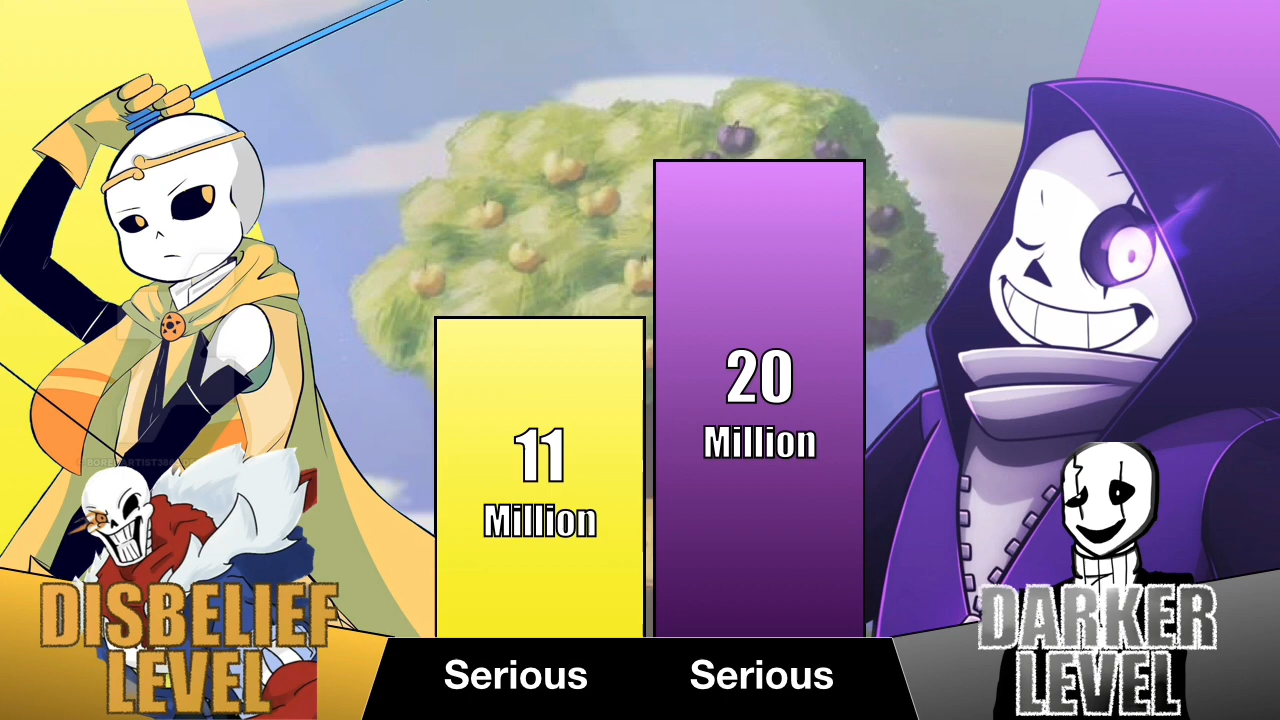 11
Million
20
Million
DISBELIEF
LEVEL
Serious
Serious
DARKER
LEVEL